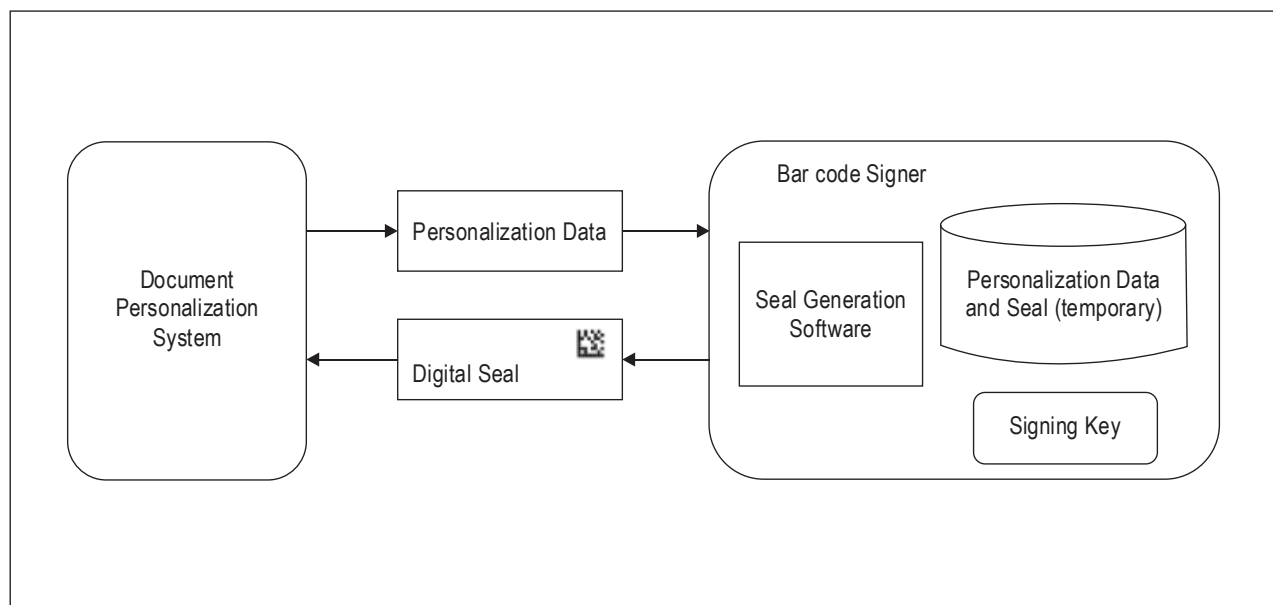 Document
Personalization
System
Personalization Data
Digital Seal
Bar code Signer
Seal Generation
Software
Personalization Data
and Seal (temporary)
Signing Key